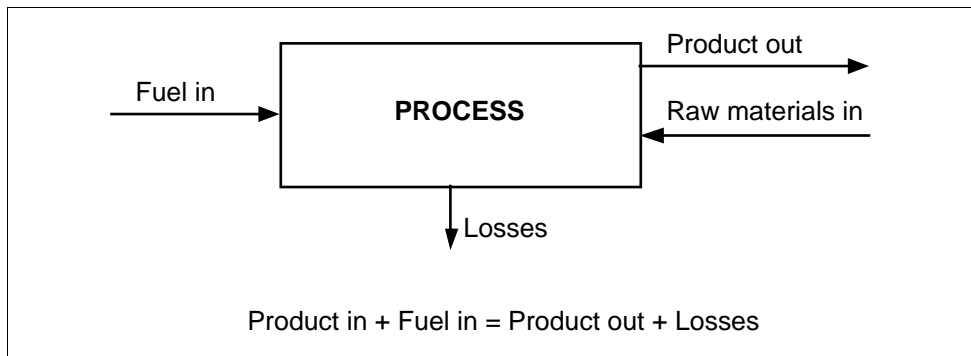 Product out
Fuel in
PROCESS
Raw materials in
Losses
Product in + Fuel in = Product out + Losses